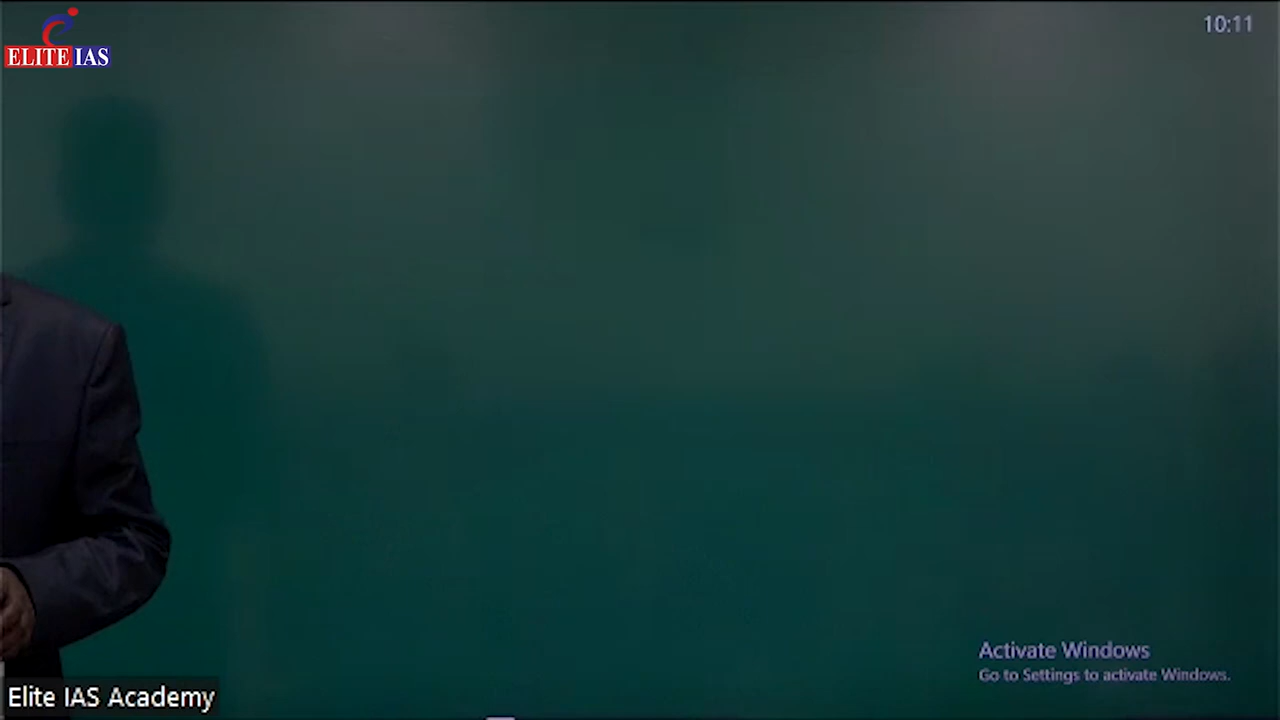 ELITE IAS
10:11
Activate Windows
Go to Settings to activate Windows.
Elite IAS Academy